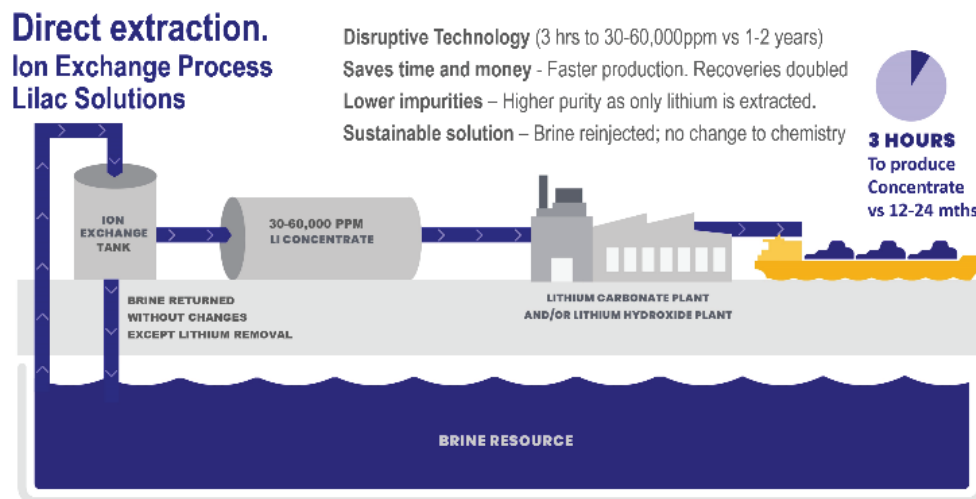 Direct extraction.
Ion Exchange Process
Lilac Solutions
Disruptive Technology (3 hrs to 30-60,000ppm vs 1-2 years)
Saves time and money - Faster production. Recoveries doubled
Lower impurities – Higher purity as only lithium is extracted.
Sustainable solution – Brine reinjected; no change to chemistry
3 HOURS
To produce
Concentrate
vs 12-24 mths
ION
EXCHANGE
TANK
30-60,000 PPM
LI CONCENTRATE
BRINE RETURNED
WITHOUT CHANGES
EXCEPT LITHIUM REMOVAL
LITHIUM CARBONATE PLANT
AND/OR LITHIUM HYDROXIDE PLANT
BRINE RESOURCE